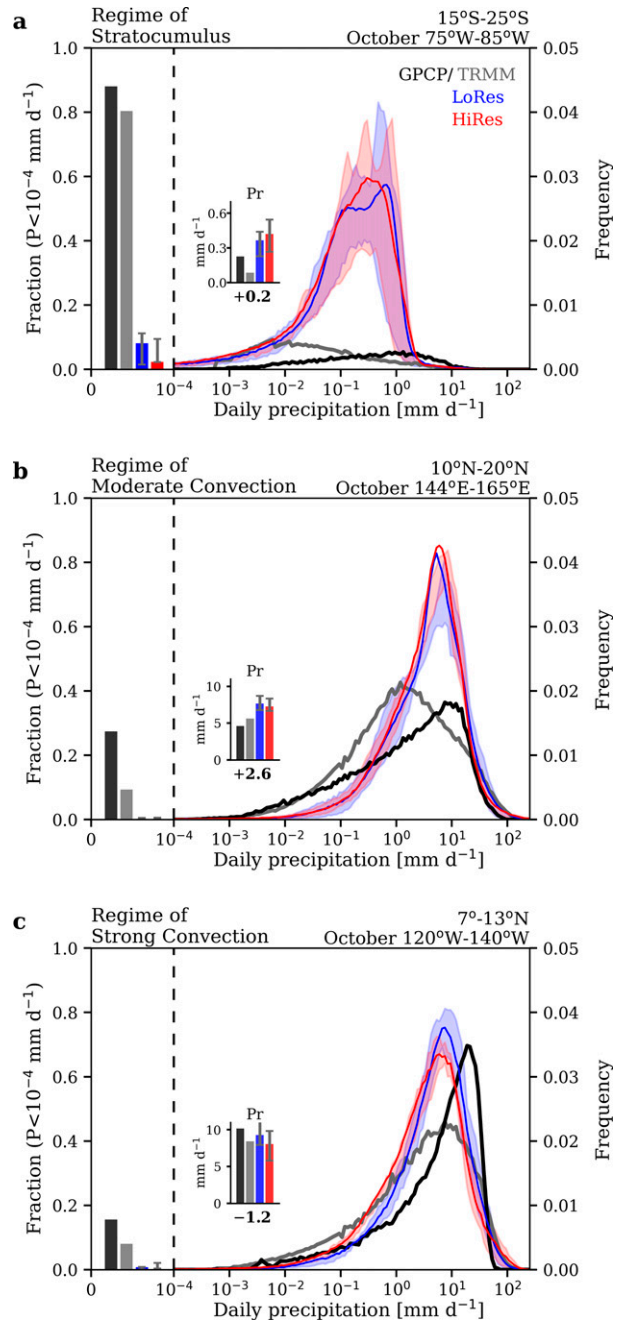 a
Regime of
Stratocumulus
15°S-25°S
October 75°W-85°W
GPCP/ TRMM
LoRes
HiRes
Fraction (P<10⁻⁴ mm d⁻¹)
1.0
0.8
0.6
0.4
0.2
0.0
Pr
mm d⁻¹
0.6
0.3
0.0
+0.2
0.05
0.04
0.03
0.02
0.01
0.00
Frequency
0 10⁻⁴ 10⁻³ 10⁻² 10⁻¹ 10⁰ 10¹ 10²
Daily precipitation [mm d⁻¹]
b
Regime of
Moderate Convection
10°N-20°N
October 144°E-165°E
Fraction (P<10⁻⁴ mm d⁻¹)
1.0
0.8
0.6
0.4
0.2
0.0
Pr
mm d⁻¹
10
5
0
+2.6
0.05
0.04
0.03
0.02
0.01
0.00
Frequency
0 10⁻⁴ 10⁻³ 10⁻² 10⁻¹ 10⁰ 10¹ 10²
Daily precipitation [mm d⁻¹]
c
Regime of
Strong Convection
7°-13°N
October 120°W-140°W
Fraction (P<10⁻⁴ mm d⁻¹)
1.0
0.8
0.6
0.4
0.2
0.0
Pr
mm d⁻¹
10
5
0
−1.2
0.05
0.04
0.03
0.02
0.01
0.00
Frequency
0 10⁻⁴ 10⁻³ 10⁻² 10⁻¹ 10⁰ 10¹ 10²
Daily precipitation [mm d⁻¹]